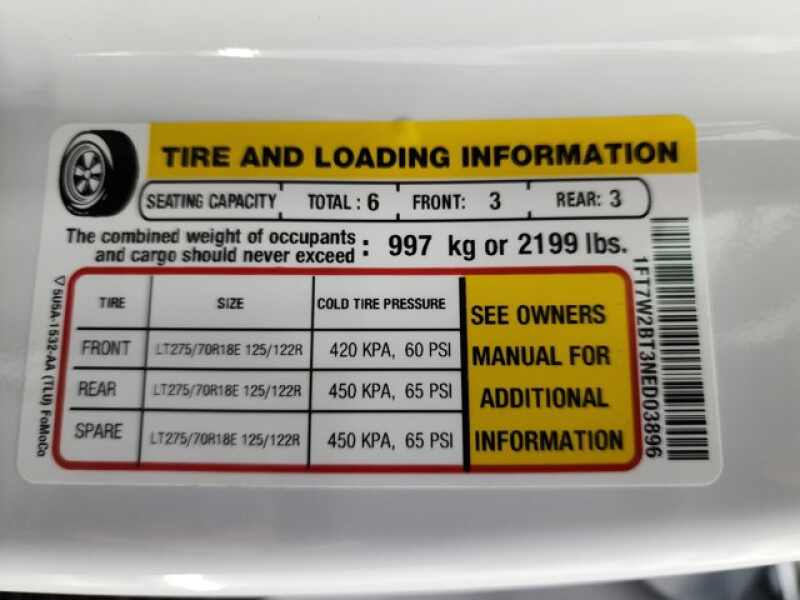 TIRE AND LOADING INFORMATION
SEATING CAPACITY TOTAL : 6 FRONT: 3 REAR: 3
The combined weight of occupants
and cargo should never exceed : 997 kg or 2199 lbs.
TIRE SIZE COLD TIRE PRESSURE
FRONT LT275/70R18E 125/122R 420 KPA, 60 PSI
REAR LT275/70R18E 125/122R 450 KPA, 65 PSI
SPARE LT275/70R18E 125/122R 450 KPA, 65 PSI
SEE OWNERS
MANUAL FOR
ADDITIONAL
INFORMATION
1FT7W2BT3NED03896
5U5A-1532-AA (TLU) FoMoCo